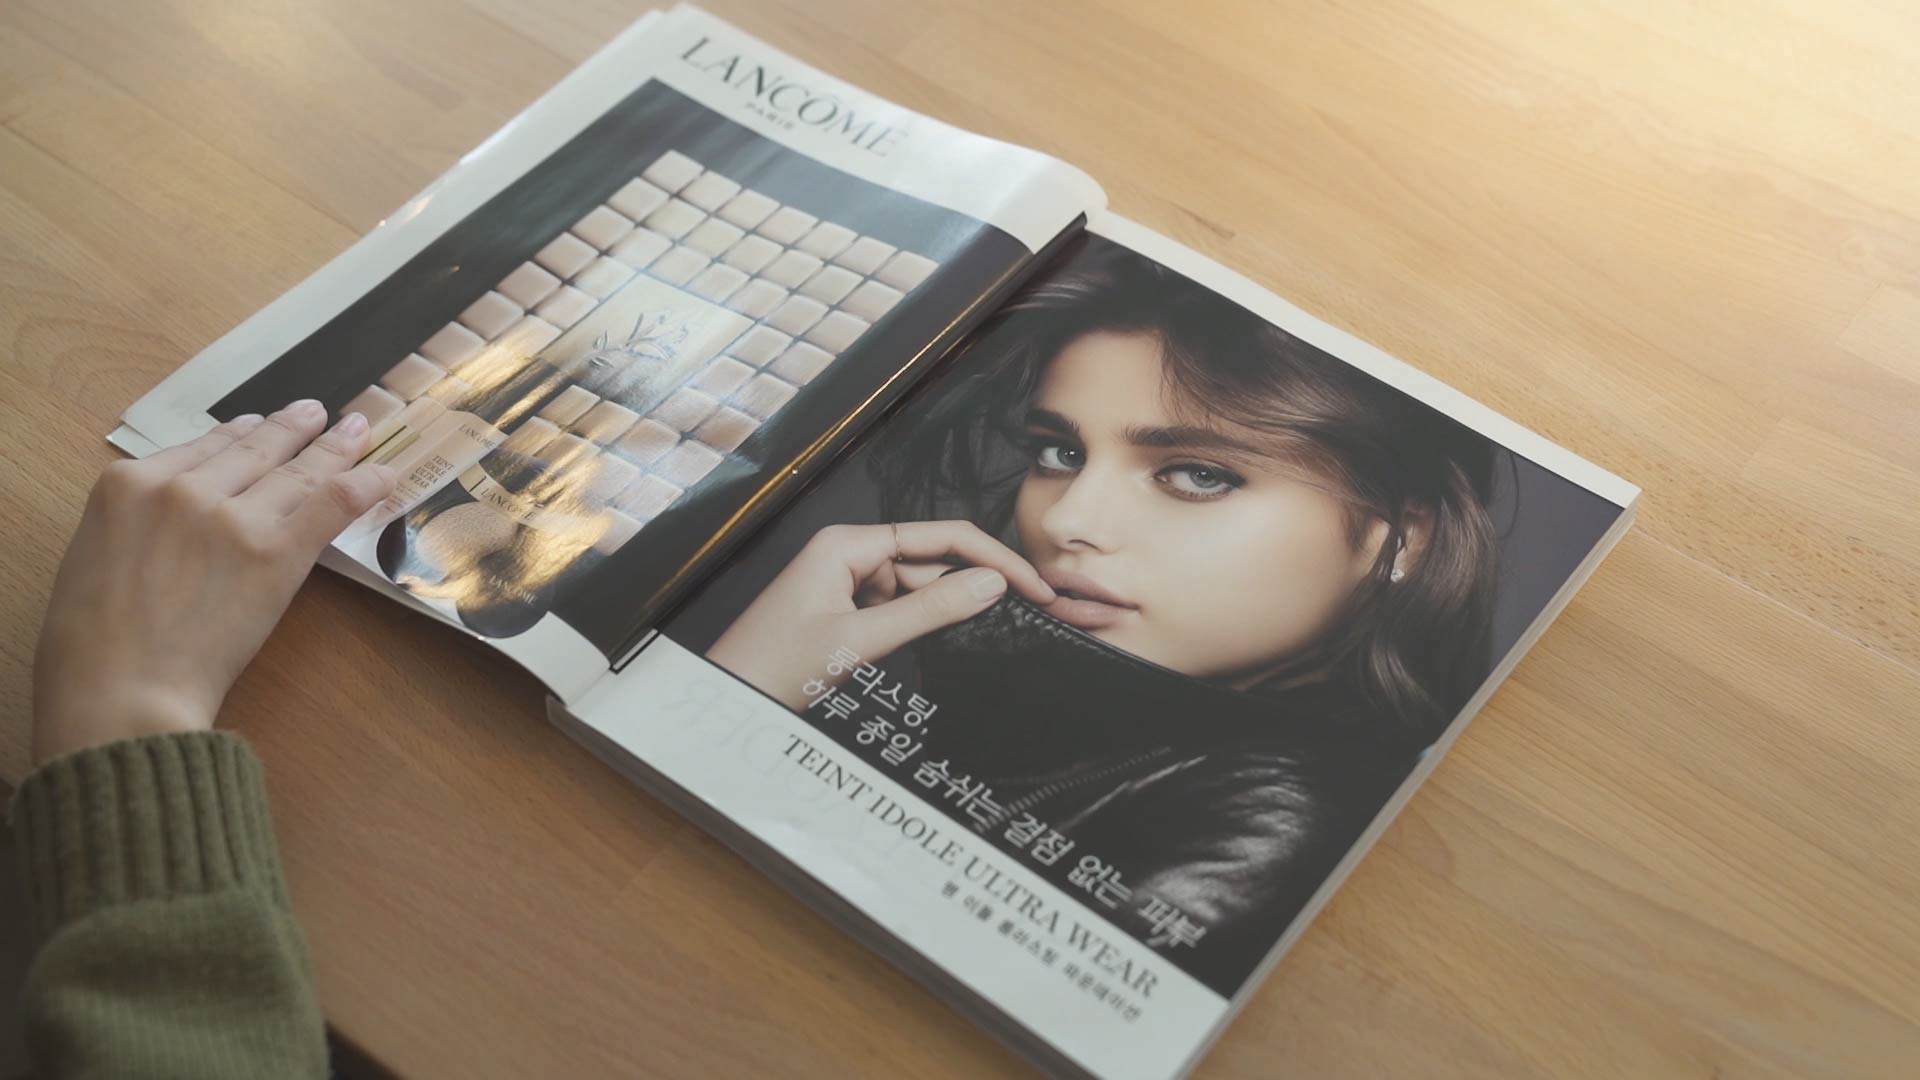 LANCÔME
PARIS
LANCÔME
TEINT
IDOLE
ULTRA
WEAR
LANCÔME
LANCÔME
롱라스팅,
하루 종일 숨쉬는 결점 없는 피부
TEINT IDOLE ULTRA WEAR
뗑 이돌 롱라스팅 파운데이션